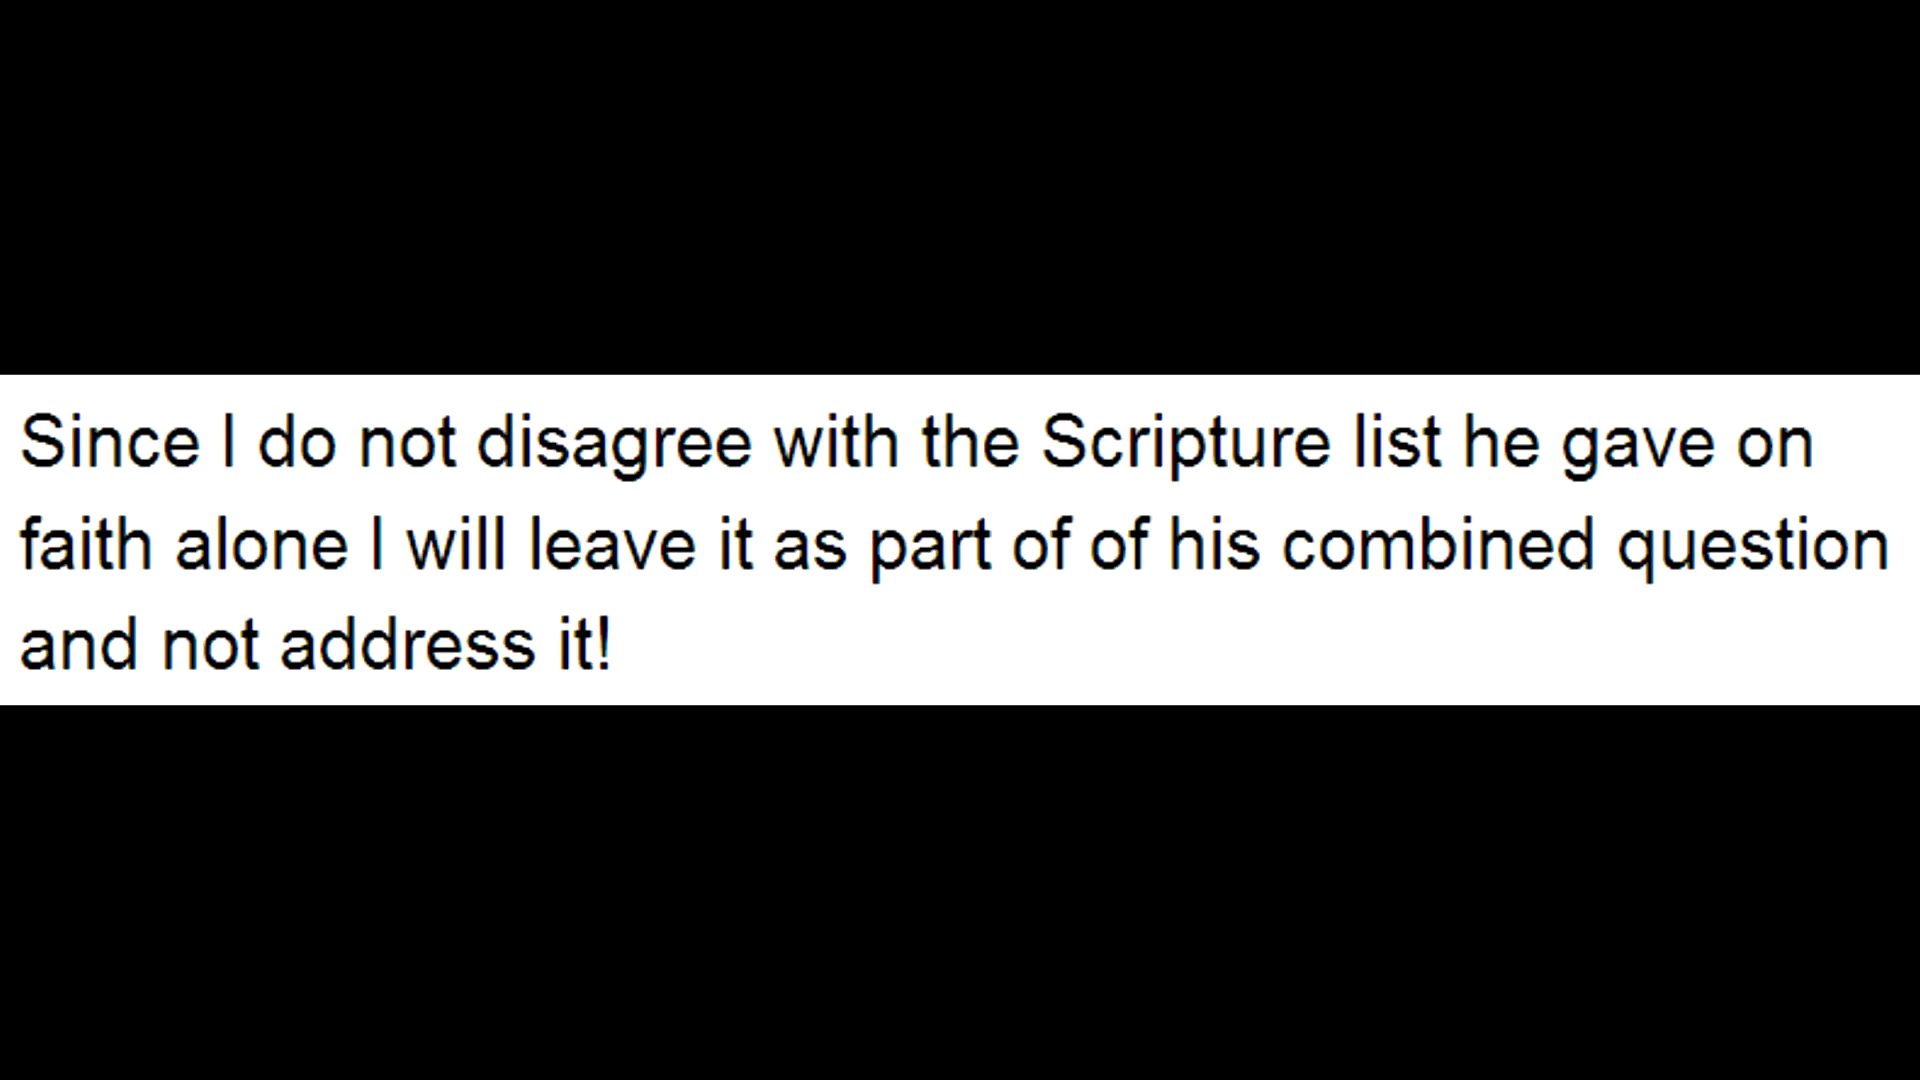 Since I do not disagree with the Scripture list he gave on
faith alone I will leave it as part of of his combined question
and not address it!